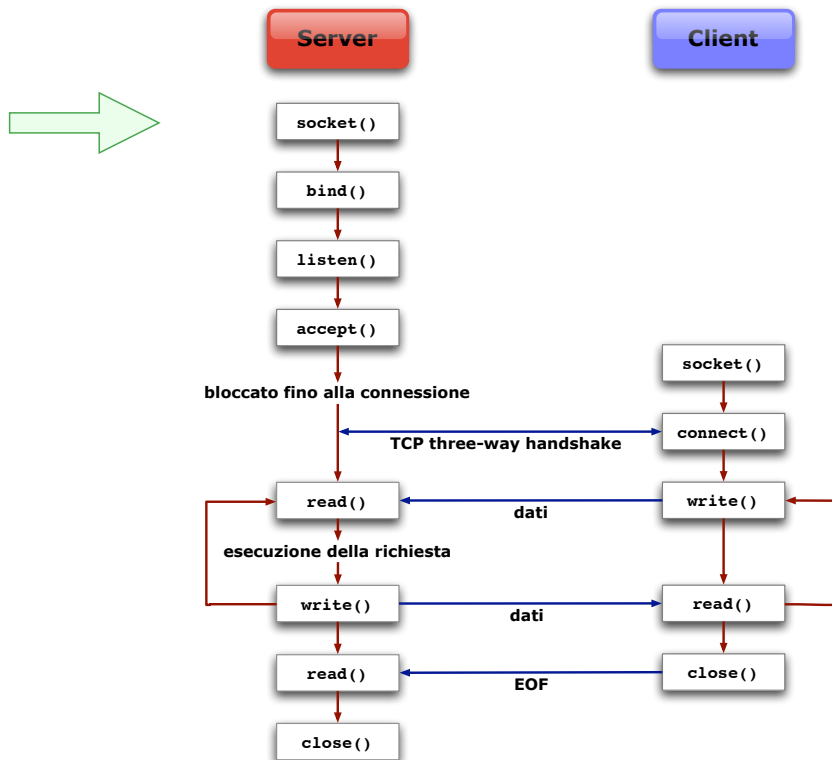 Server
Client
socket()
bind()
listen()
accept()
socket()
bloccato fino alla connessione
connect()
TCP three-way handshake
read()
write()
dati
esecuzione della richiesta
write()
read()
dati
read()
close()
EOF
close()